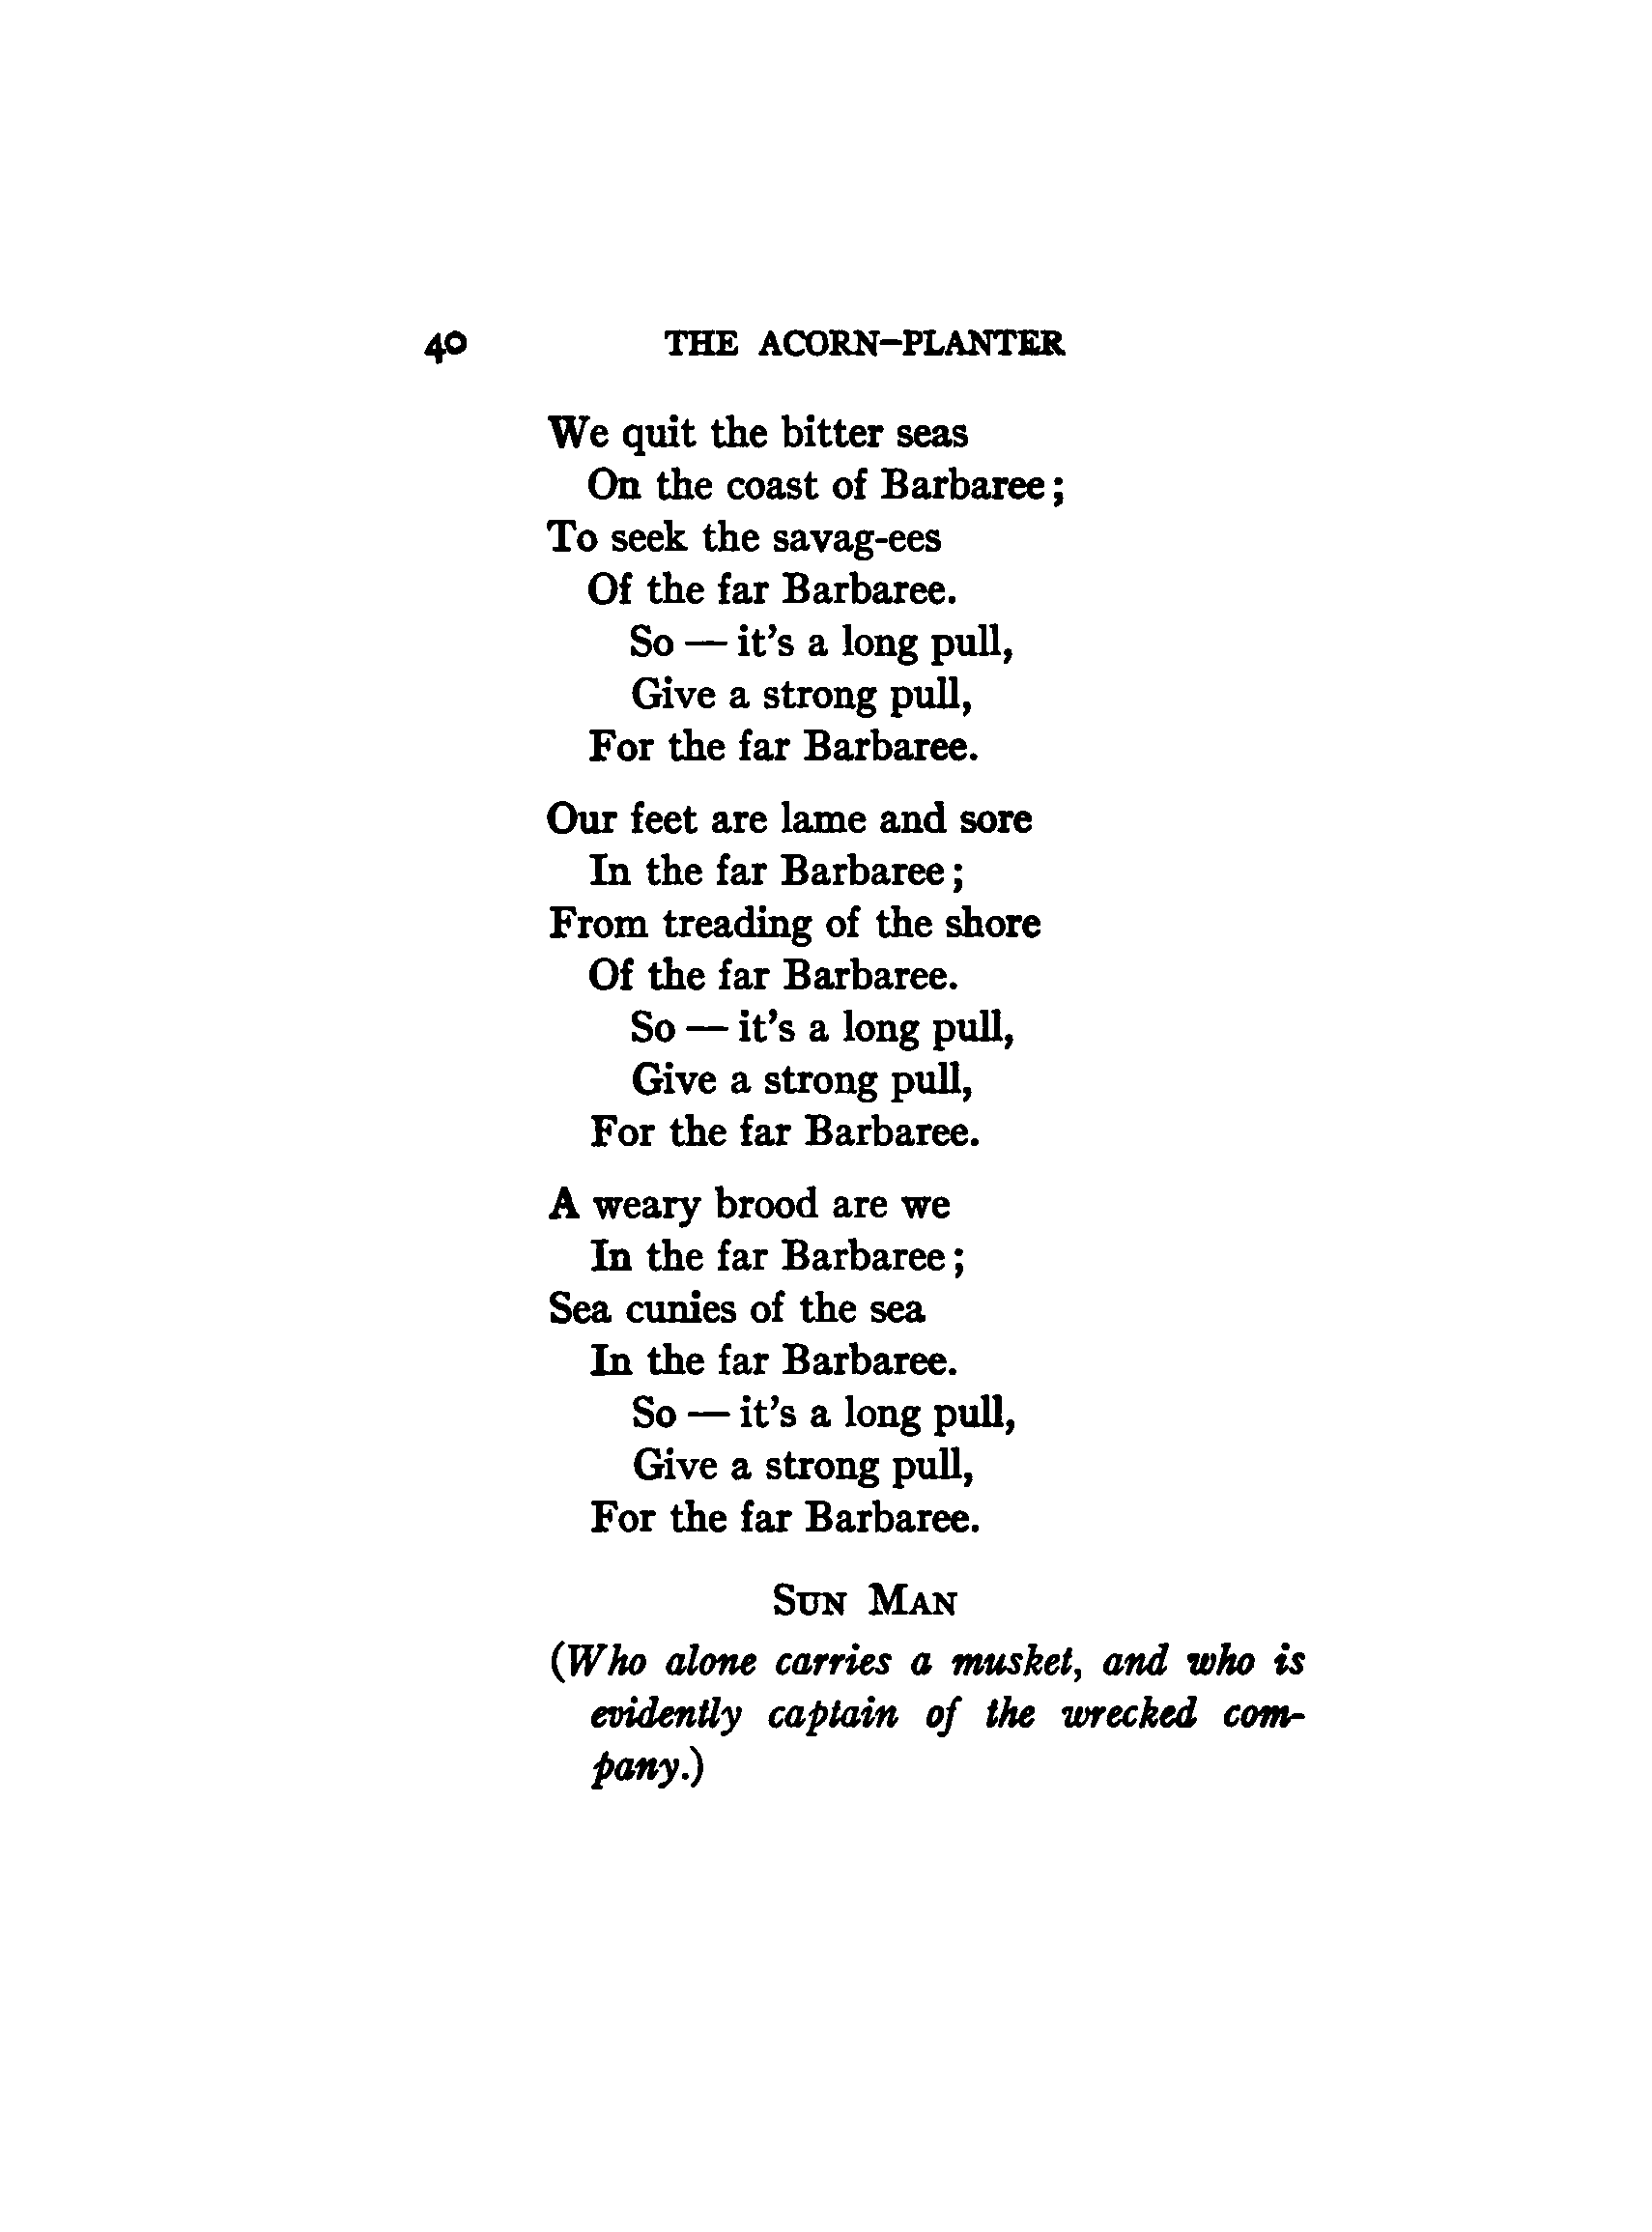 40 THE ACORN-PLANTER
We quit the bitter seas
On the coast of Barbaree;
To seek the savag-ees
Of the far Barbaree.
So — it's a long pull,
Give a strong pull,
For the far Barbaree.
Our feet are lame and sore
In the far Barbaree;
From treading of the shore
Of the far Barbaree.
So — it's a long pull,
Give a strong pull,
For the far Barbaree.
A weary brood are we
In the far Barbaree;
Sea cunies of the sea
In the far Barbaree.
So — it's a long pull,
Give a strong pull,
For the far Barbaree.
SUN MAN
(Who alone carries a musket, and who is
evidently captain of the wrecked com-
pany.)